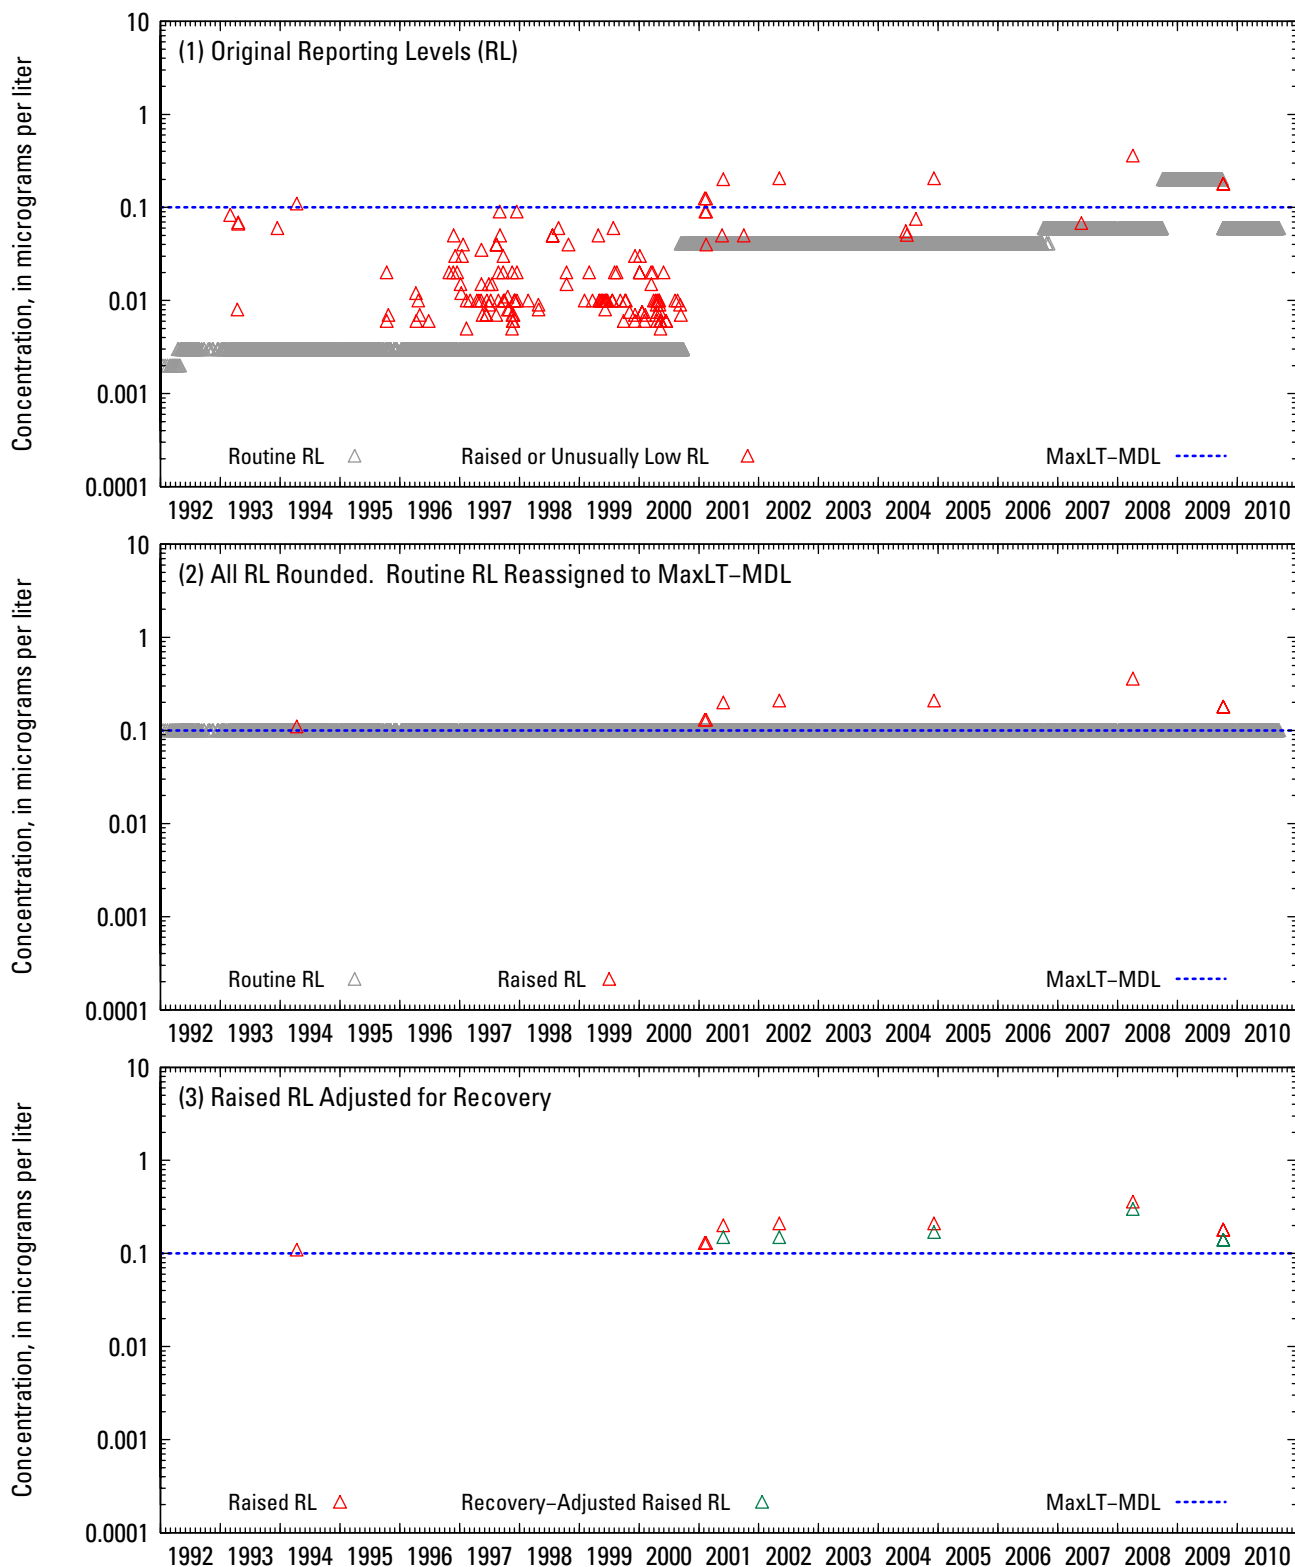 10
(1) Original Reporting Levels (RL)
1
0.1
0.01
0.001
0.0001
Concentration, in micrograms per liter
Routine RL
Raised or Unusually Low RL
MaxLT–MDL
1992 1993 1994 1995 1996 1997 1998 1999 2000 2001 2002 2003 2004 2005 2006 2007 2008 2009 2010
10
(2) All RL Rounded. Routine RL Reassigned to MaxLT–MDL
1
0.1
0.01
0.001
0.0001
Concentration, in micrograms per liter
Routine RL
Raised RL
MaxLT–MDL
1992 1993 1994 1995 1996 1997 1998 1999 2000 2001 2002 2003 2004 2005 2006 2007 2008 2009 2010
10
(3) Raised RL Adjusted for Recovery
1
0.1
0.01
0.001
0.0001
Concentration, in micrograms per liter
Raised RL
Recovery–Adjusted Raised RL
MaxLT–MDL
1992 1993 1994 1995 1996 1997 1998 1999 2000 2001 2002 2003 2004 2005 2006 2007 2008 2009 2010